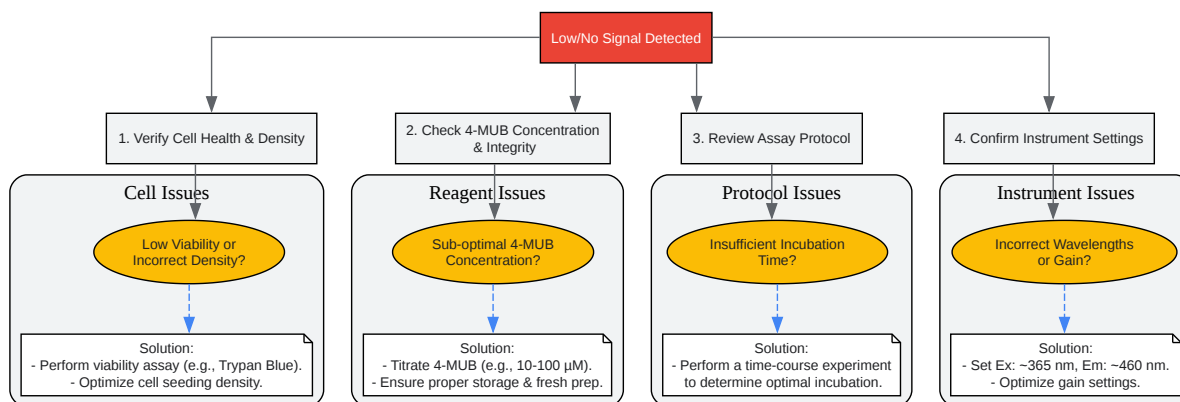 Low/No Signal Detected
1. Verify Cell Health & Density
2. Check 4-MUB Concentration
& Integrity
3. Review Assay Protocol
4. Confirm Instrument Settings
Cell Issues
Low Viability or
Incorrect Density?
Solution:
- Perform viability assay (e.g., Trypan Blue).
- Optimize cell seeding density.
Reagent Issues
Sub-optimal 4-MUB
Concentration?
Solution:
- Titrate 4-MUB (e.g., 10-100 µM).
- Ensure proper storage & fresh prep.
Protocol Issues
Insufficient Incubation
Time?
Solution:
- Perform a time-course experiment
to determine optimal incubation.
Instrument Issues
Incorrect Wavelengths
or Gain?
Solution:
- Set Ex: ~365 nm, Em: ~460 nm.
- Optimize gain settings.